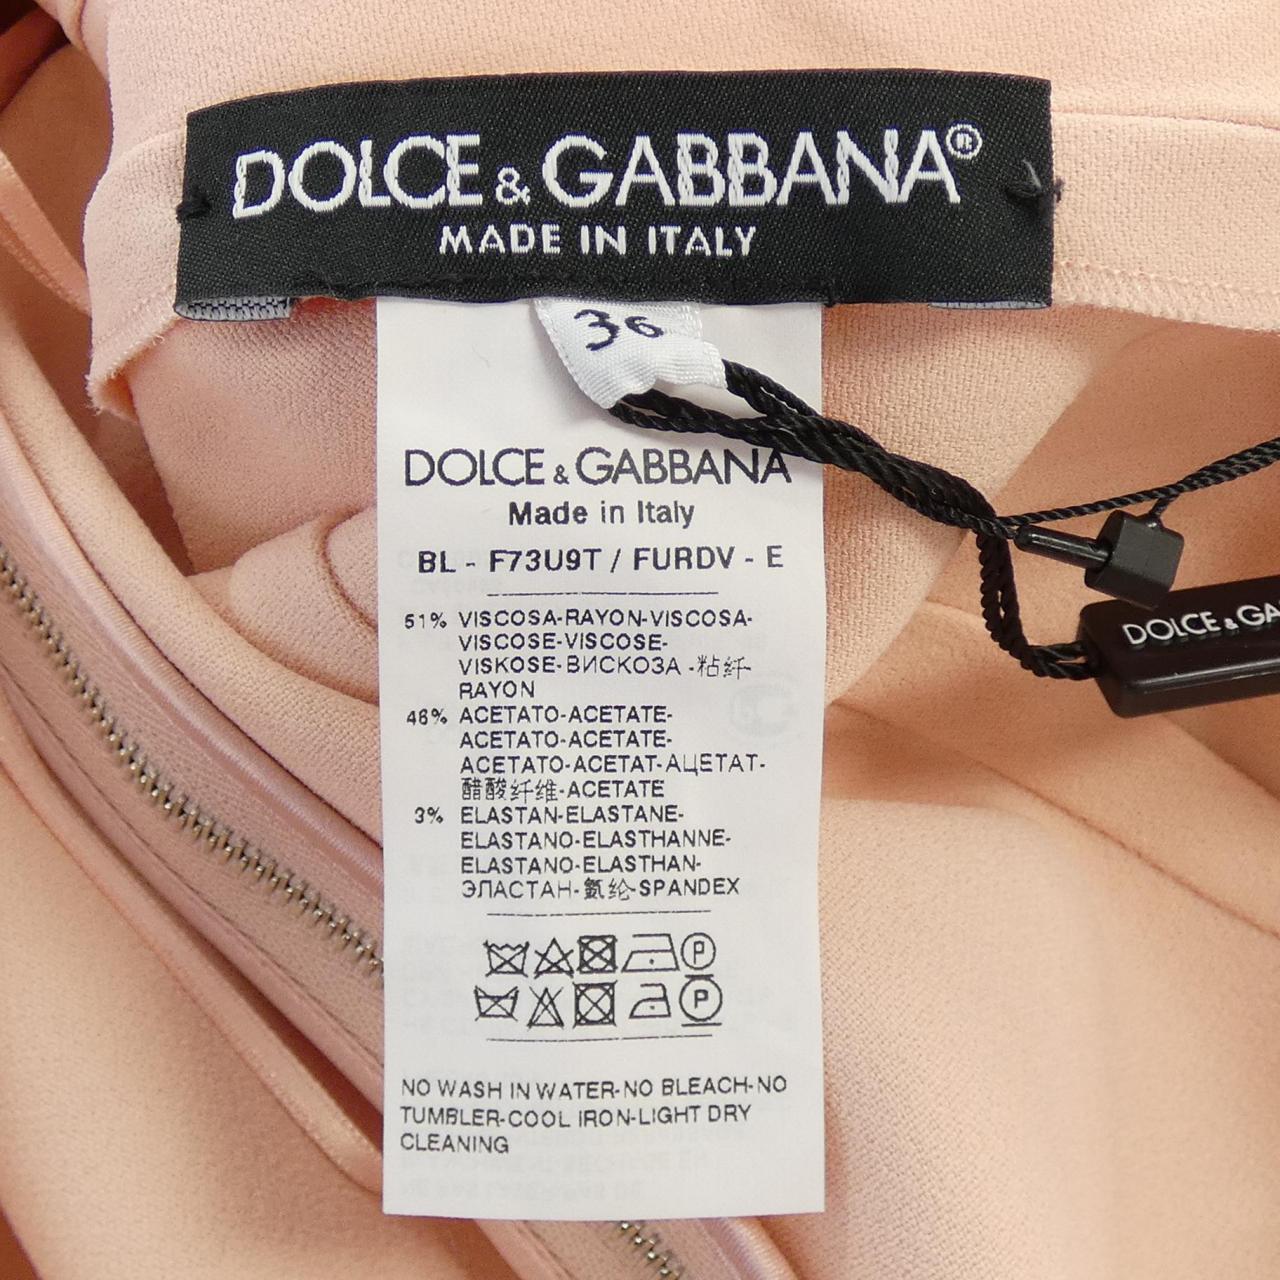 DOLCE & GABBANA®
MADE IN ITALY
36
DOLCE & GABBANA
Made in Italy
BL - F73U9T / FURDV - E
51% VISCOSA-RAYON-VISCOSA-
VISCOSE-VISCOSE-
VISKOSE-ВИСКОЗА -粘纤-
RAYON
46% ACETATO-ACETATE-
ACETATO-ACETATE-
ACETATO-ACETAT-АЦЕТАТ-
醋酸纤维-ACETATE
3% ELASTAN-ELASTANE-
ELASTANO-ELASTHANNE-
ELASTANO-ELASTHAN-
ЭЛАСТАН-氨纶-SPANDEX
P
P
NO WASH IN WATER-NO BLEACH-NO
TUMBLER-COOL IRON-LIGHT DRY
CLEANING
DOLCE & GA